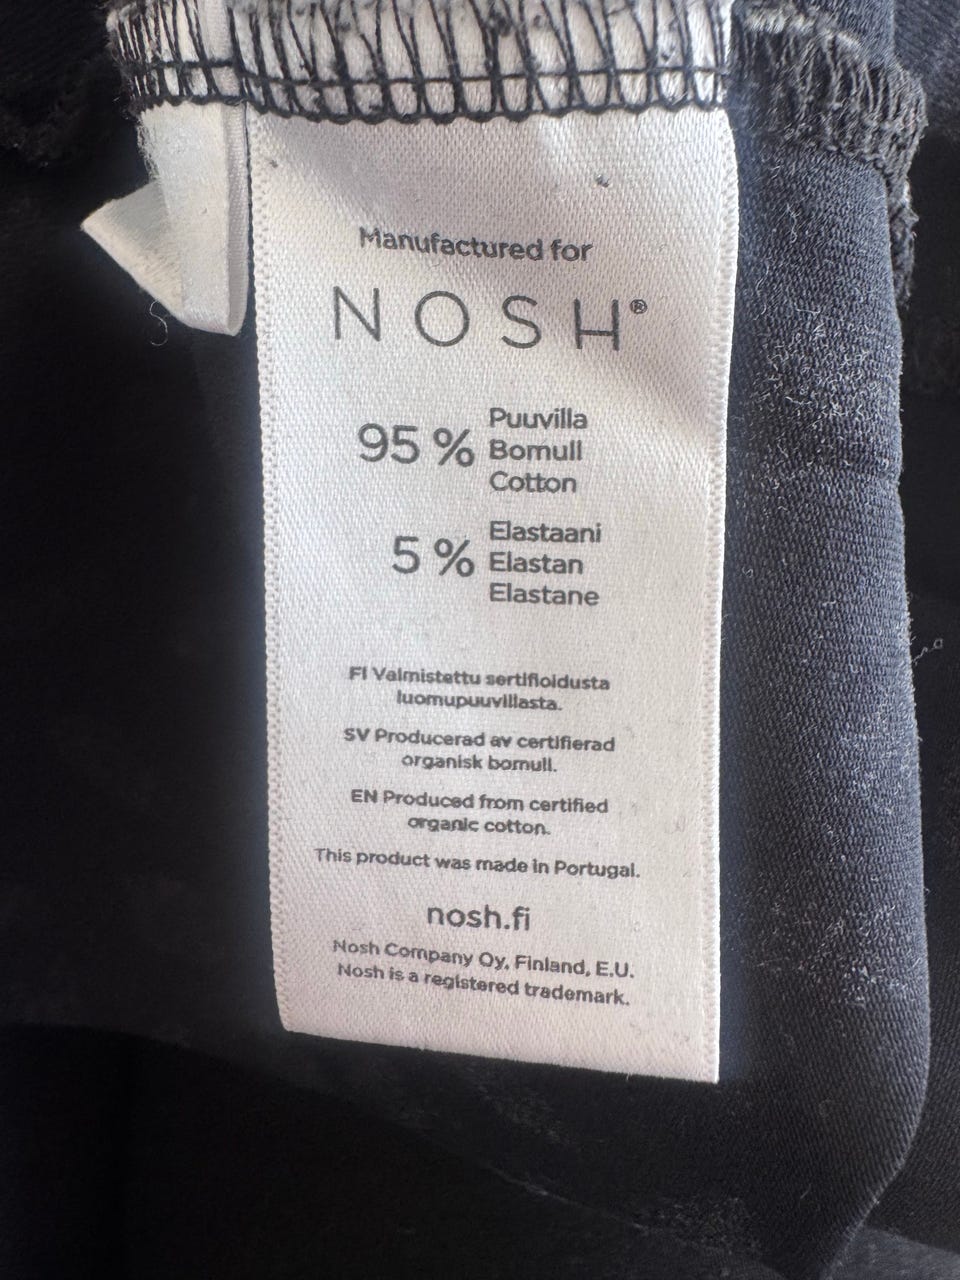 Manufactured for
NOSH®
95 % Puuvilla
Bomull
Cotton
5 % Elastaani
Elastan
Elastane
FI Valmistettu sertifioidusta
luomupuuvillasta.
SV Producerad av certifierad
organisk bomull.
EN Produced from certified
organic cotton.
This product was made in Portugal.
nosh.fi
Nosh Company Oy, Finland, E.U.
Nosh is a registered trademark.